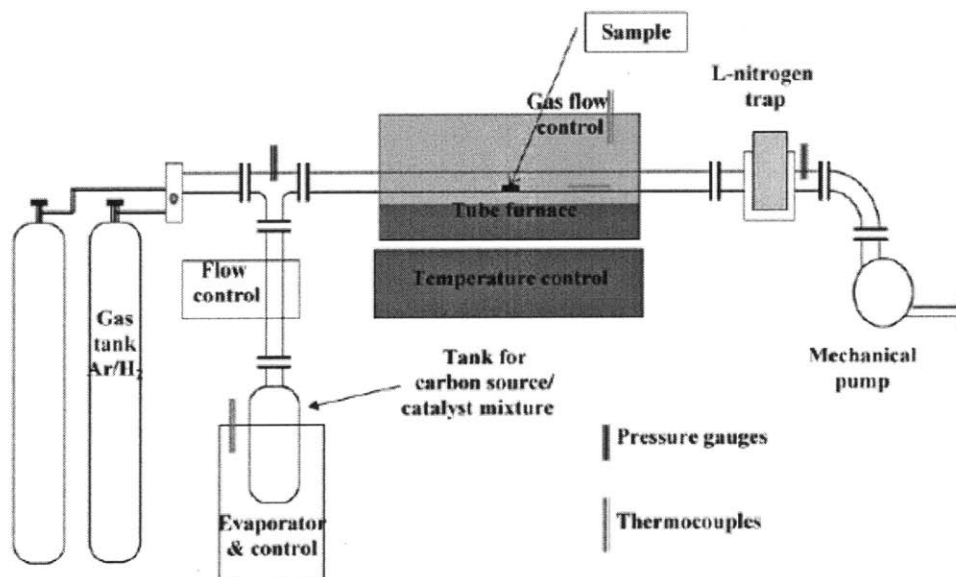 Sample
L-nitrogen
trap
Gas flow
control
Tube furnace
Flow
control
Temperature control
Gas
tank
Ar/H₂
Mechanical
pump
Tank for
carbon source/
catalyst mixture
Pressure gauges
Evaporator
& control
Thermocouples